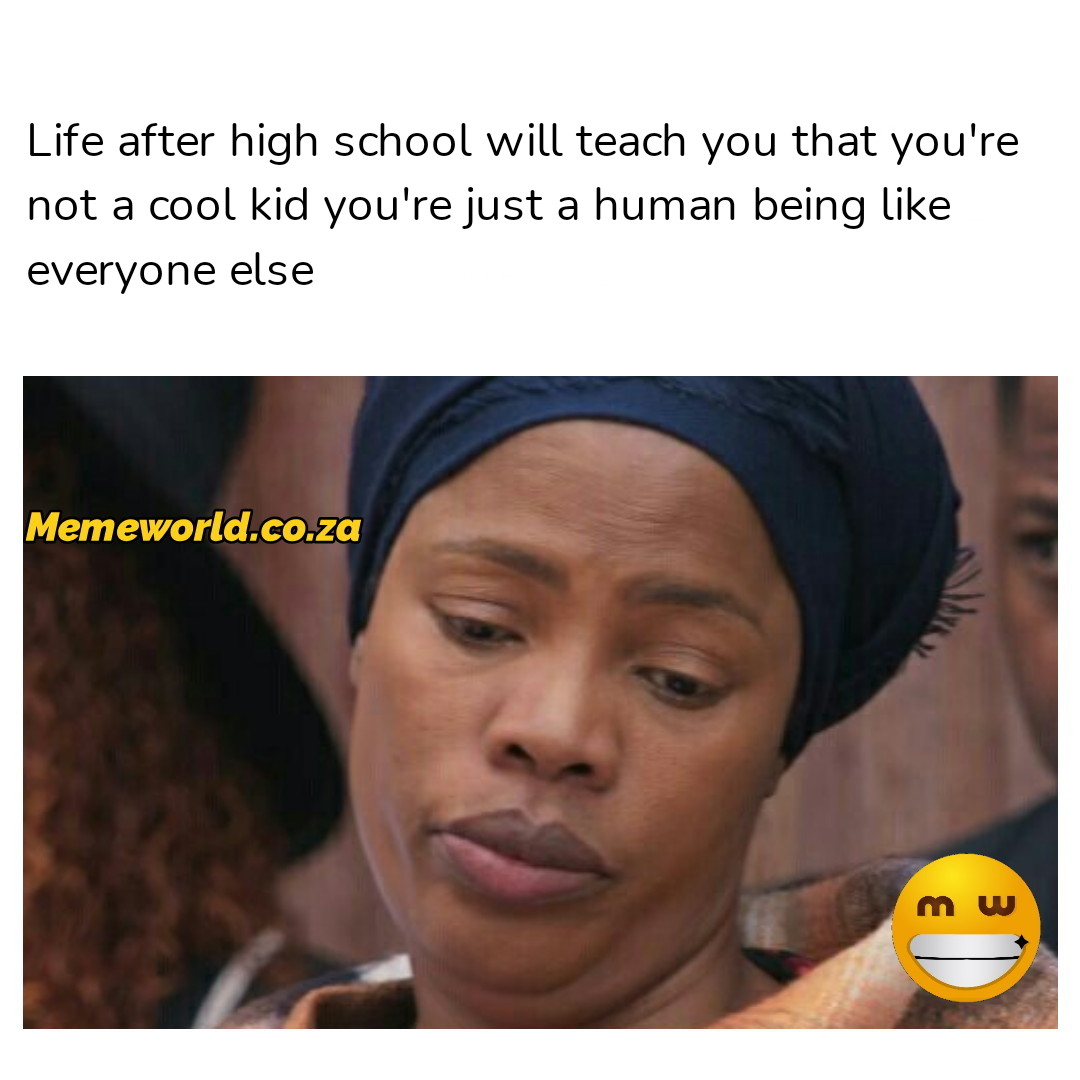 Life after high school will teach you that you're
not a cool kid you're just a human being like
everyone else
Memeworld.co.za
m w